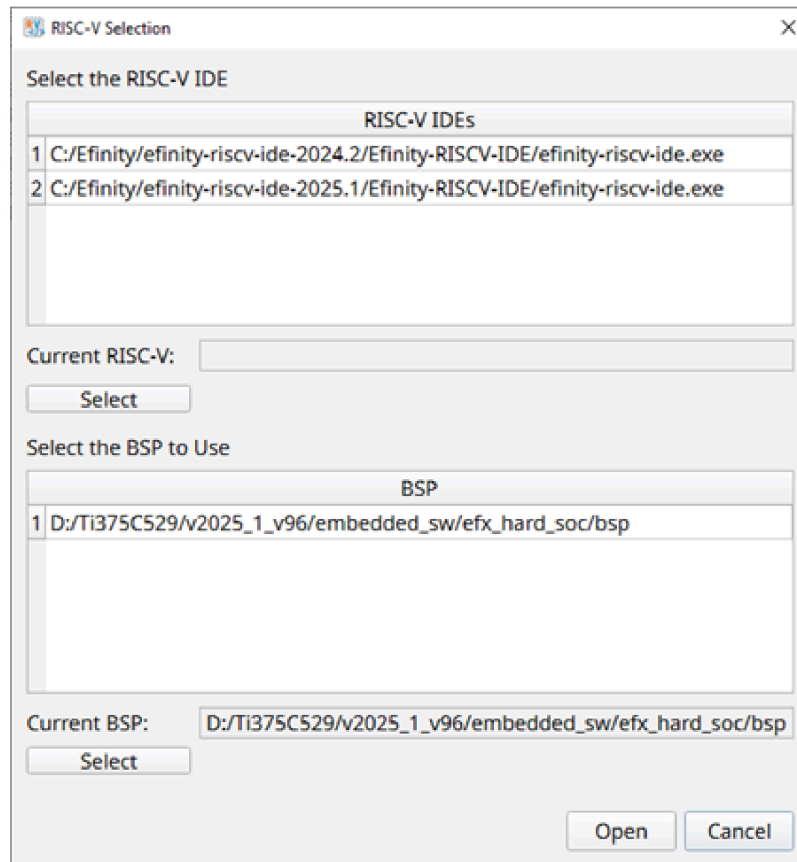 RISC-V Selection
Select the RISC-V IDE
RISC-V IDEs
1 C:/Efinity/efinity-riscv-ide-2024.2/Efinity-RISCV-IDE/efinity-riscv-ide.exe
2 C:/Efinity/efinity-riscv-ide-2025.1/Efinity-RISCV-IDE/efinity-riscv-ide.exe
Current RISC-V:
Select
Select the BSP to Use
BSP
1 D:/Ti375C529/v2025_1_v96/embedded_sw/efx_hard_soc/bsp
Current BSP: D:/Ti375C529/v2025_1_v96/embedded_sw/efx_hard_soc/bsp
Select
Open Cancel